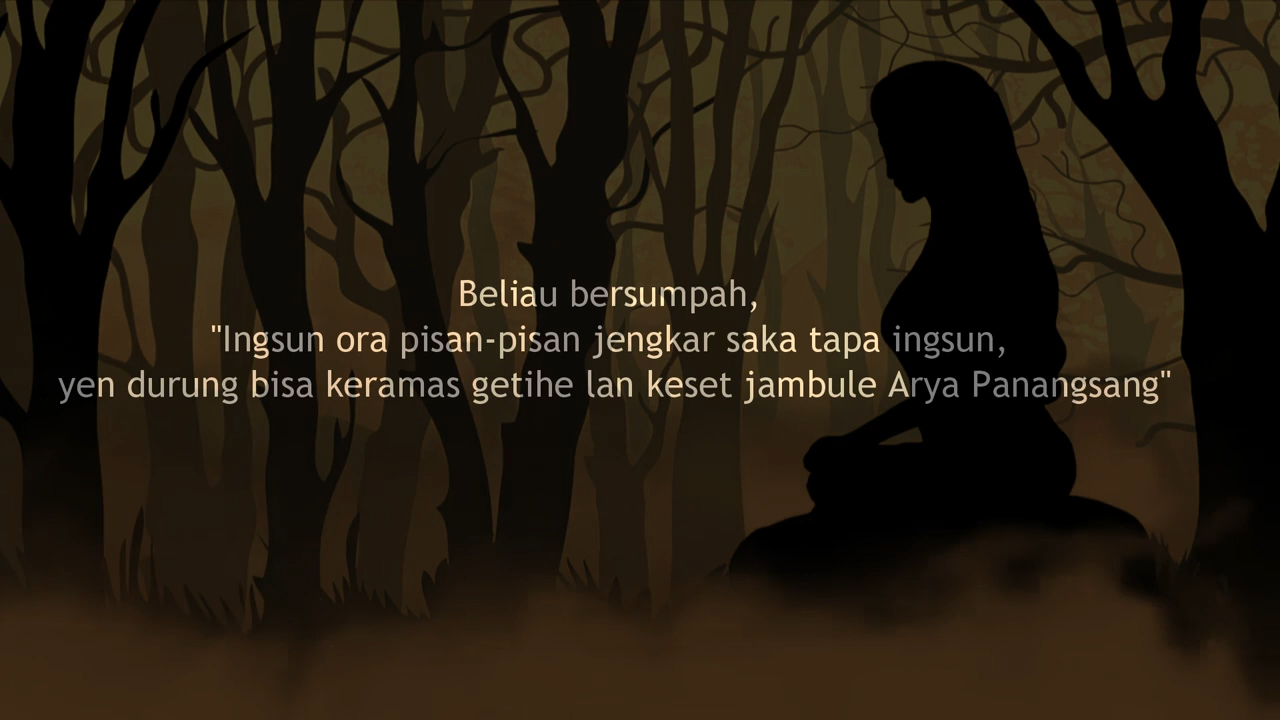 Beliau bersumpah,
"Ingsun ora pisan-pisan jengkar saka tapa ingsun,
yen durung bisa keramas getihe lan keset jambule Arya Panangsang"